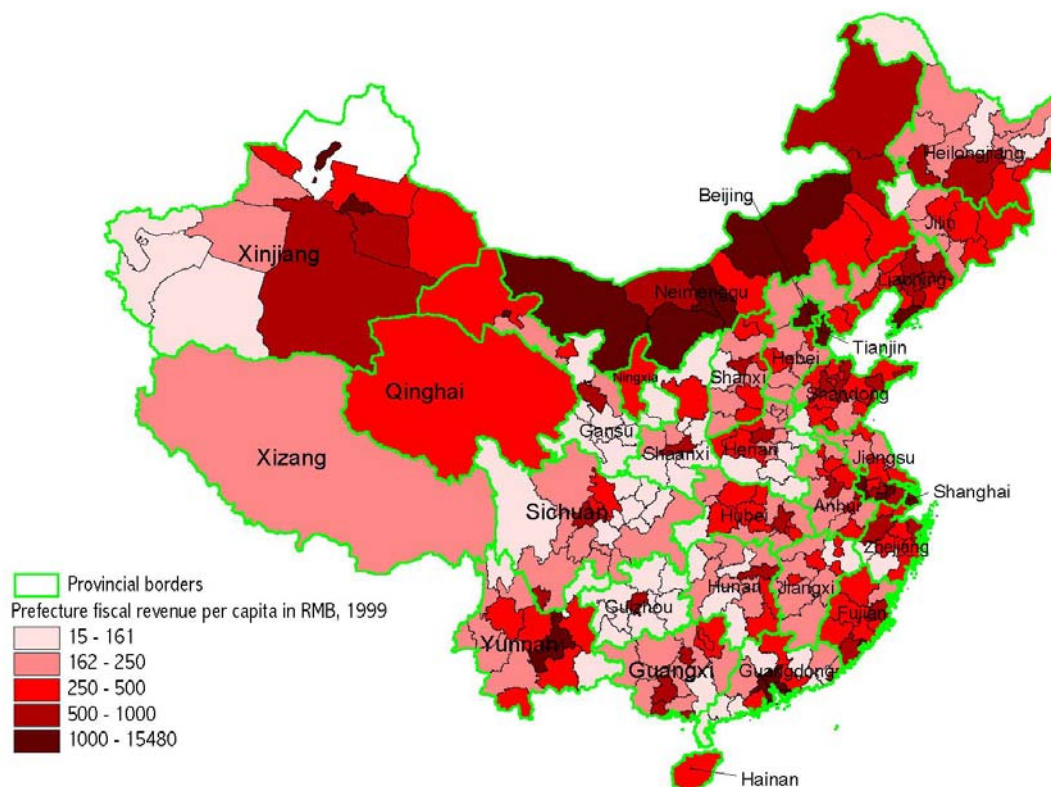 Heilongjiang
Beijing
Jilin
Xinjiang
Liaoning
Neimenggu
Tianjin
Hebei
Ningxia
Shanxi
Qinghai
Shandong
Gansu
Shaanxi
Henan
Jiangsu
Xizang
Shanghai
Sichuan
Hubei
Anhui
Zhejiang
Provincial borders
Prefecture fiscal revenue per capita in RMB, 1999
Hunan
Jiangxi
Guizhou
Fujian
15 - 161
162 - 250
Yunnan
Guangxi
Guangdong
250 - 500
500 - 1000
1000 - 15480
Hainan